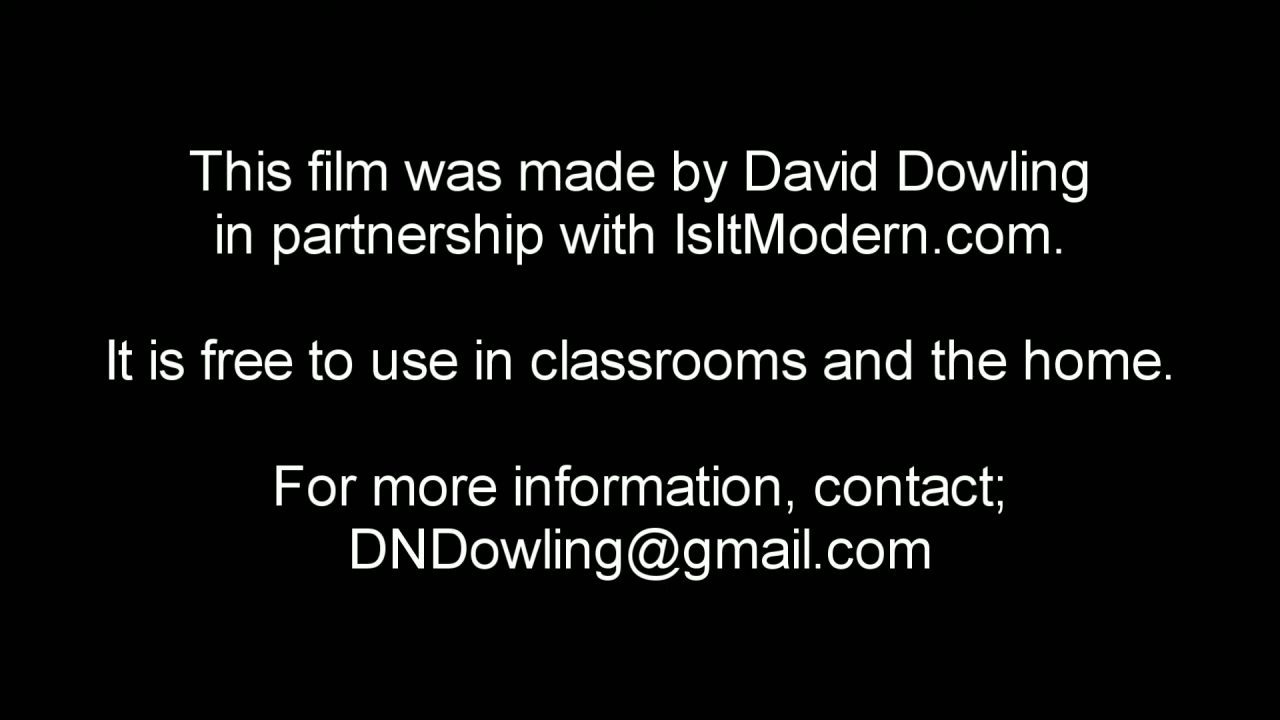 This film was made by David Dowling
in partnership with IsItModern.com.
It is free to use in classrooms and the home.
For more information, contact;
DNDowling@gmail.com